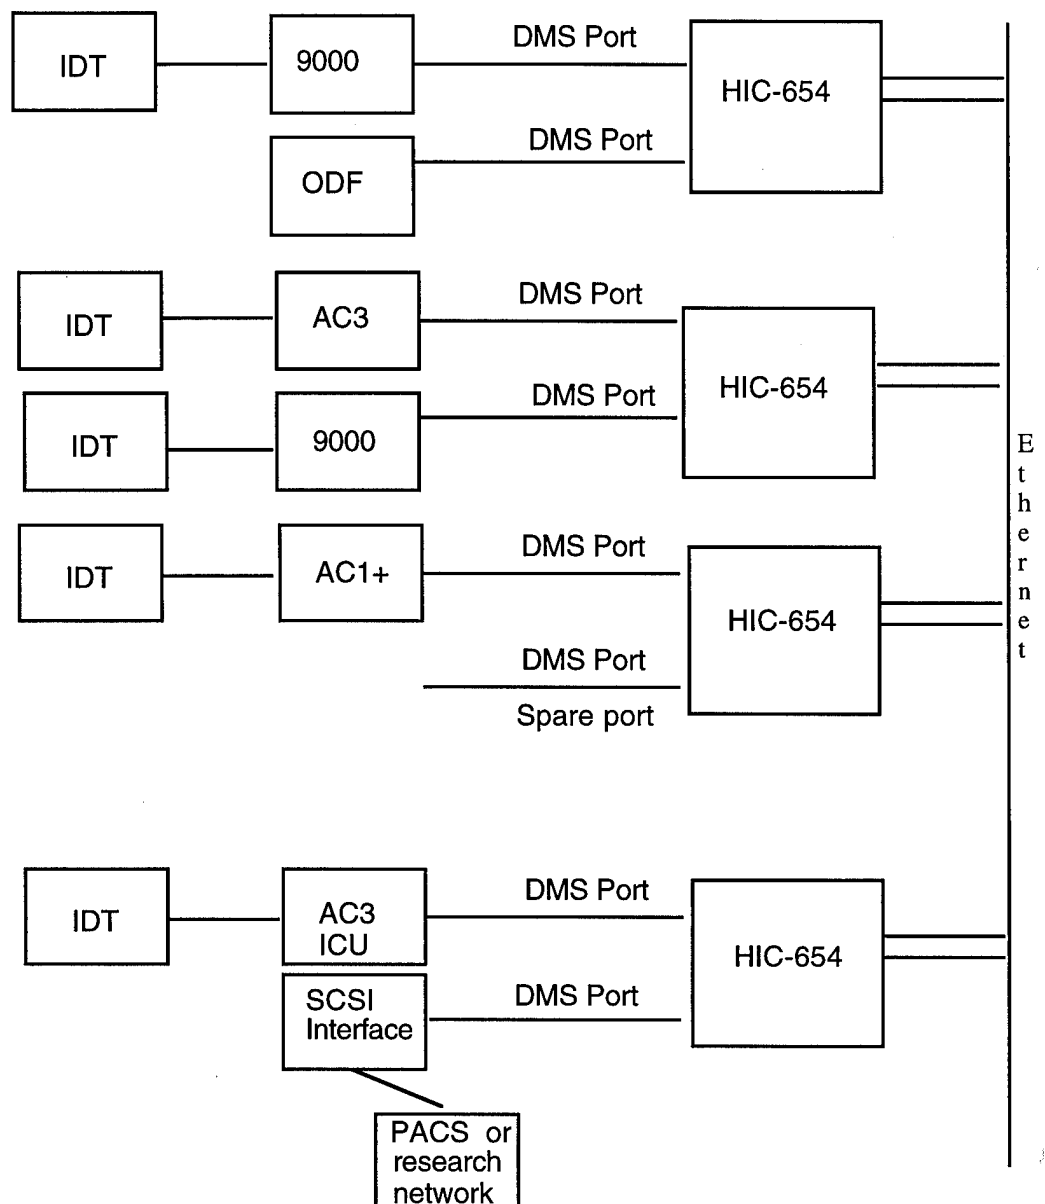 IDT
9000
DMS Port
HIC-654
ODF
DMS Port
IDT
AC3
DMS Port
HIC-654
IDT
9000
DMS Port
Ethernet
IDT
AC1+
DMS Port
HIC-654
DMS Port
Spare port
IDT
AC3
ICU
DMS Port
HIC-654
SCSI
Interface
DMS Port
PACS or
research
network